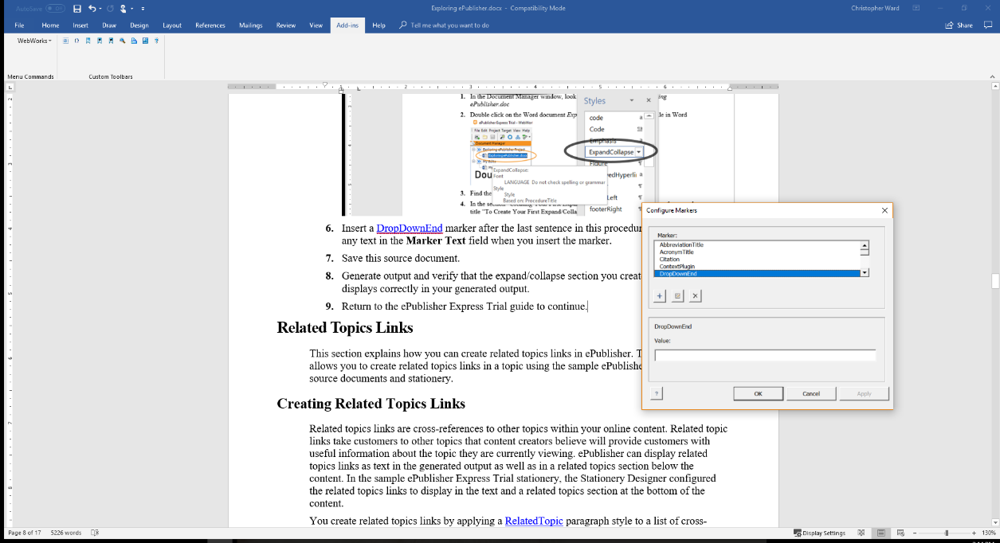 AutoSave Off
Exploring ePublisher.docx - Compatibility Mode
Christopher Ward
File Home Insert Draw Design Layout References Mailings Review View Add-ins Help Tell me what you want to do
Share
WebWorks
Menu Commands Custom Toolbars
1. In the Document Manager window, look
ing
ePublisher.doc
2. Double click on the Word document Exp
le in Word
ePublisher Express Trial - WebWor
File Edit Project Target View Help
Document Manager
Exploring ePublisher Project
Exploring ePublisher.docx
Dou
ExpandCollapse:
Font
LANGUAGE Do not check spelling or grammar
Style
Style
Based on: ProcedureTitle
3. Find the
4. In the section
title "To Create Your First Expand/Colla
Styles
code
Code
Emphasis
ExpandCollapse
Figure
vedHyperlin
Left
footerRight
6. Insert a DropDownEnd marker after the last sentence in this procedur
any text in the Marker Text field when you insert the marker.
7. Save this source document.
8. Generate output and verify that the expand/collapse section you creat
displays correctly in your generated output.
9. Return to the ePublisher Express Trial guide to continue.
Related Topics Links
This section explains how you can create related topics links in ePublisher. T
allows you to create related topics links in a topic using the sample ePublishe
source documents and stationery.
Creating Related Topics Links
Related topics links are cross-references to other topics within your online content. Related topic
links take customers to other topics that content creators believe will provide customers with
useful information about the topic they are currently viewing. ePublisher can display related
topics links as text in the generated output as well as in a related topics section below the
content. In the sample ePublisher Express Trial stationery, the Stationery Designer configured
the related topics links to display in the text and a related topics section at the bottom of the
content.
You create related topics links by applying a RelatedTopic paragraph style to a list of cross-
Configure Markers
Marker:
AbbreviationTitle
AcronymTitle
Citation
ContextPlugin
DropDownEnd
DropDownEnd
Value:
? OK Cancel Apply
Page 8 of 17 5226 words
Display Settings
130%